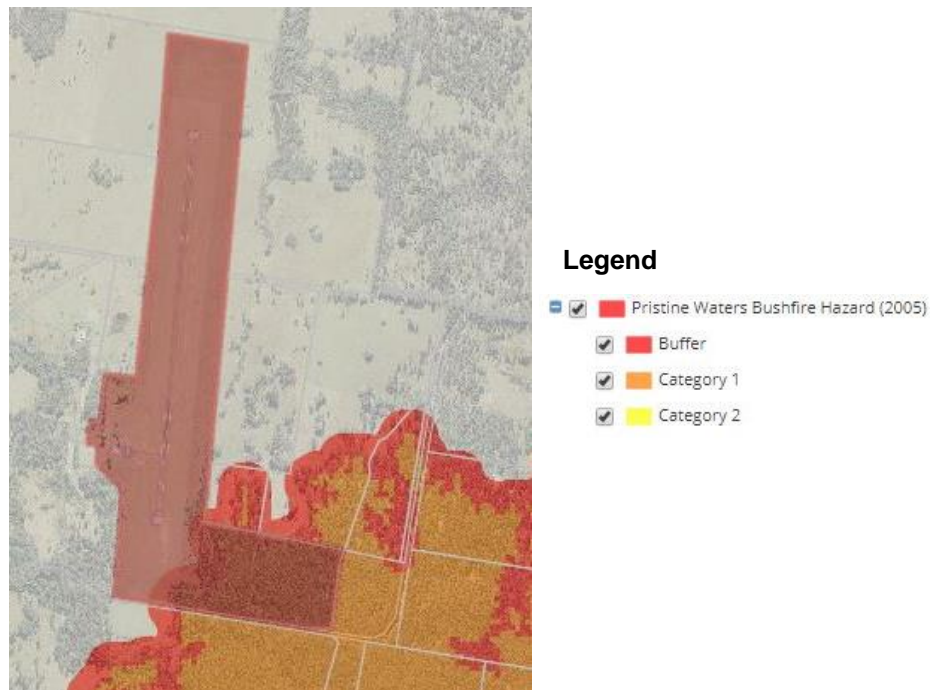 Legend
Pristine Waters Bushfire Hazard (2005)
Buffer
Category 1
Category 2